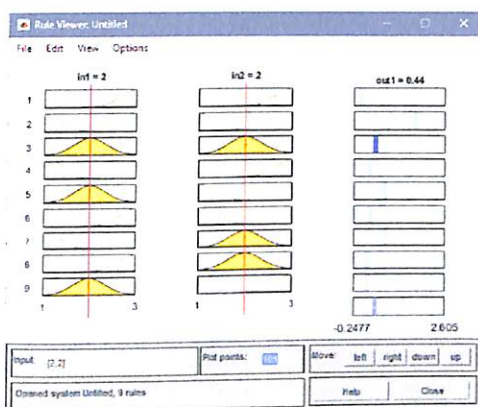 Rule Viewer: Untitled
File Edit View Options
in1 = 2 in2 = 2 out1 = 0.44
1
2
3
4
5
6
7
8
9
1 3 1 3
-0.2477 2.605
Input: [2,2] Plot points: 101 Move: left right down up
Opened system Untitled, 9 rules Help Close